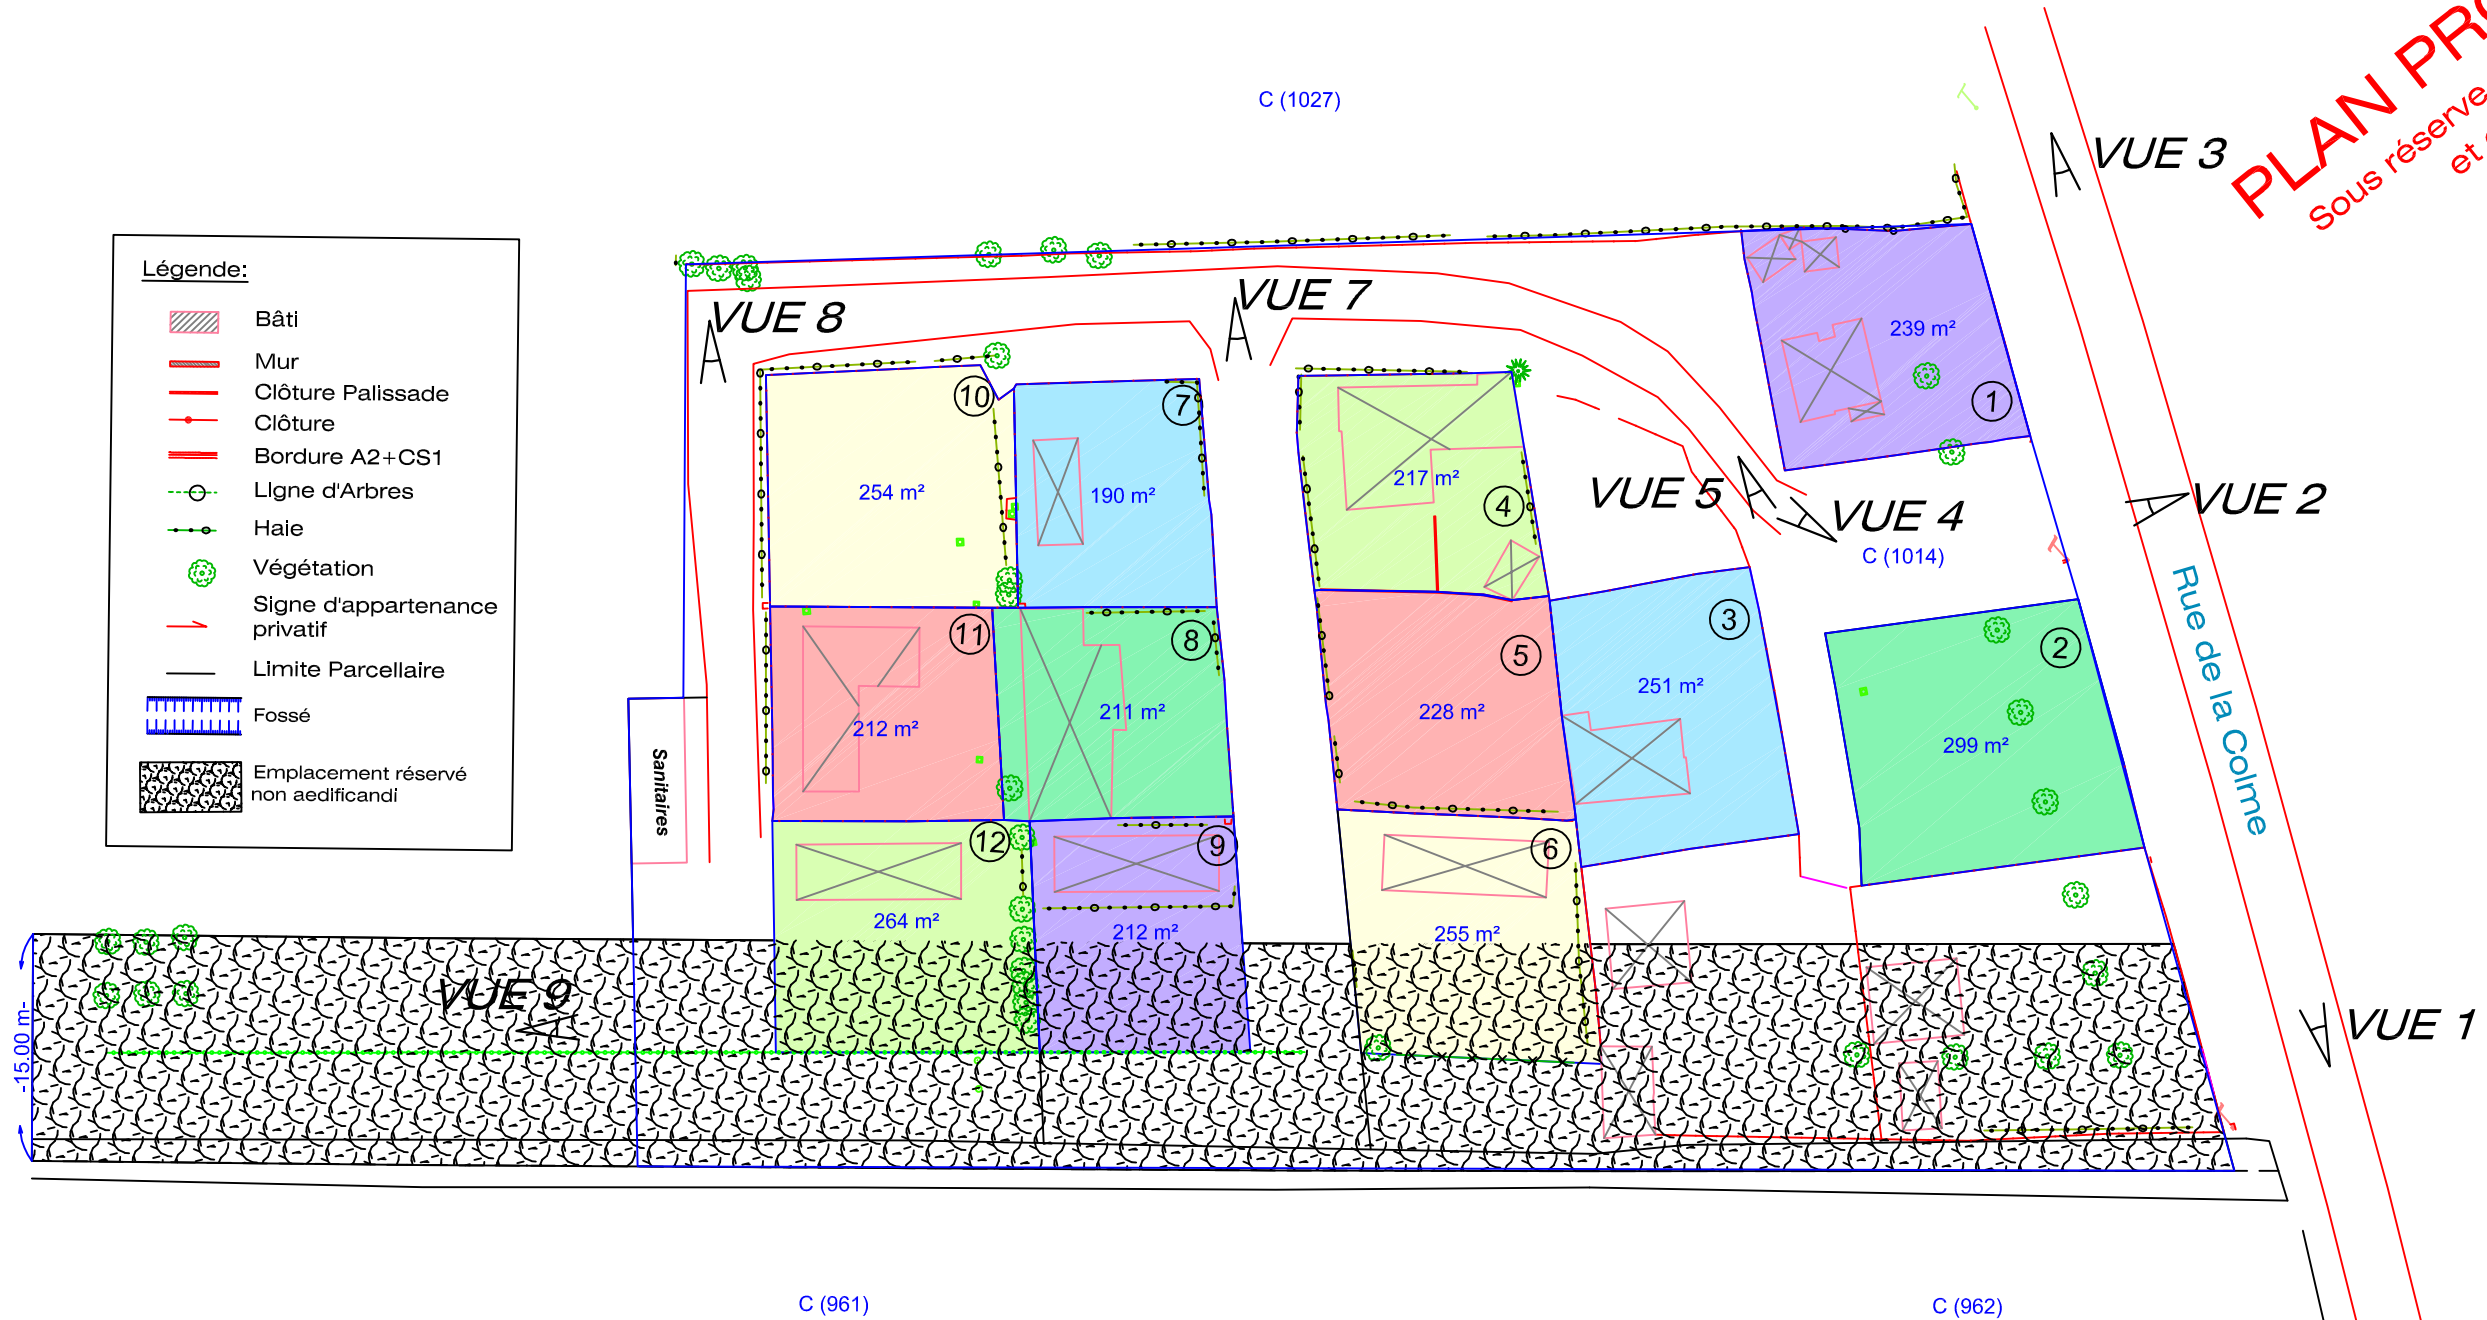 PLAN PRO
Sous réserve
et
C (1027)
VUE 3
VUE 8
VUE 7
Légende:
Bâti
Mur
Clôture Palissade
Clôture
Bordure A2+CS1
Ligne d'Arbres
Haie
Végétation
Signe d'appartenance
privatif
Limite Parcellaire
Fossé
Emplacement réservé
non aedificandi
239 m²
1
10
7
254 m²
190 m²
217 m²
4
VUE 5
VUE 4
VUE 2
C (1014)
Rue de la Colme
11
8
5
3
2
212 m²
211 m²
228 m²
251 m²
299 m²
Sanitaires
12
9
6
264 m²
212 m²
255 m²
VUE 9
VUE 1
15.00 m
C (961)
C (962)